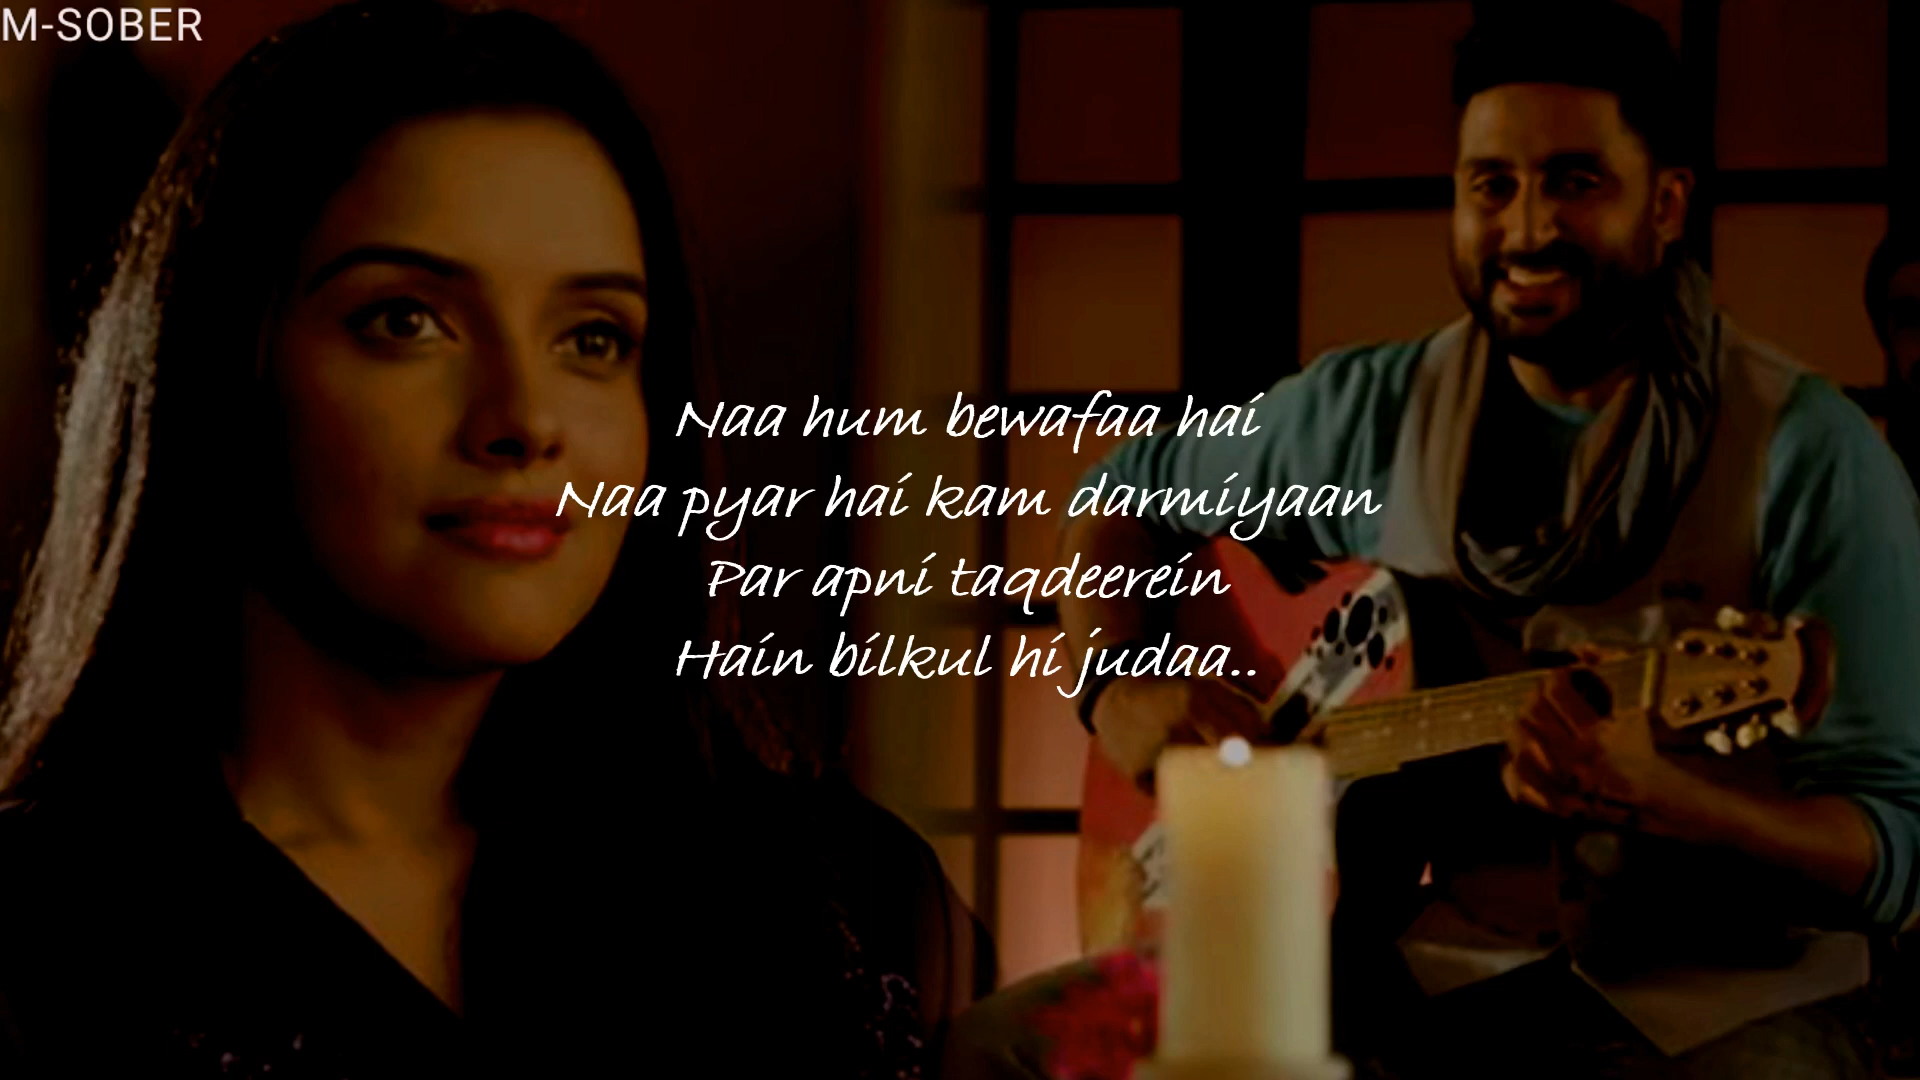 M-SOBER
Naa hum bewafaa hai
Naa pyar hai kam darmiyaan
Par apni taqdeerein
Hain bilkul hi judaa..